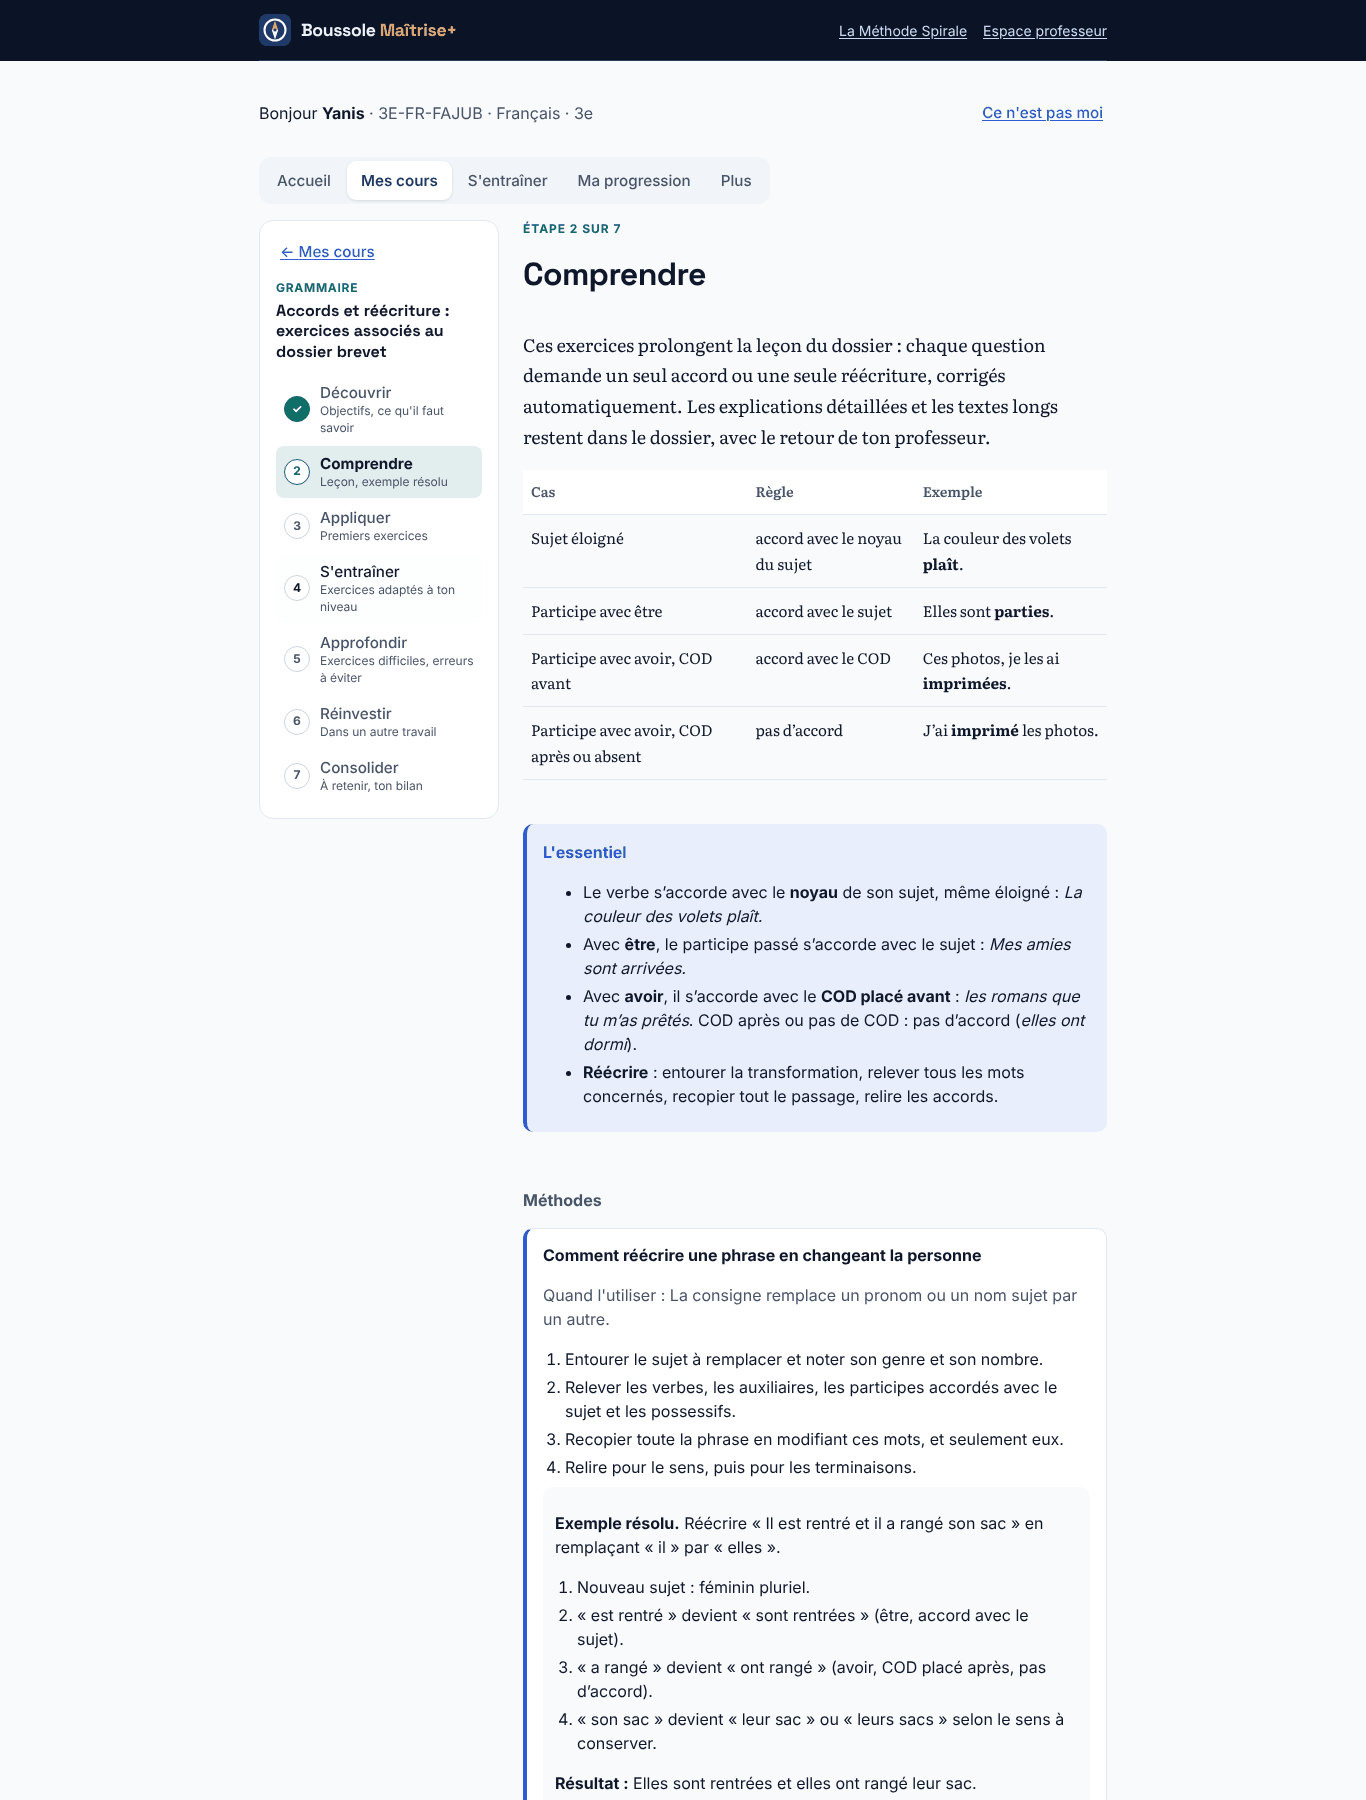 Boussole Maîtrise+
La Méthode Spirale
Espace professeur
Bonjour Yanis · 3E-FR-FAJUB · Français · 3e
Ce n'est pas moi
Accueil
Mes cours
S'entraîner
Ma progression
Plus
← Mes cours
GRAMMAIRE
Accords et réécriture :
exercices associés au
dossier brevet
Découvrir
Objectifs, ce qu'il faut
savoir
2
Comprendre
Leçon, exemple résolu
3
Appliquer
Premiers exercices
4
S'entraîner
Exercices adaptés à ton
niveau
5
Approfondir
Exercices difficiles, erreurs
à éviter
6
Réinvestir
Dans un autre travail
7
Consolider
À retenir, ton bilan
ÉTAPE 2 SUR 7
Comprendre
Ces exercices prolongent la leçon du dossier : chaque question
demande un seul accord ou une seule réécriture, corrigés
automatiquement. Les explications détaillées et les textes longs
restent dans le dossier, avec le retour de ton professeur.
Cas
Règle
Exemple
Sujet éloigné
accord avec le noyau
du sujet
La couleur des volets
plaît.
Participe avec être
accord avec le sujet
Elles sont parties.
Participe avec avoir, COD
avant
accord avec le COD
Ces photos, je les ai
imprimées.
Participe avec avoir, COD
après ou absent
pas d’accord
J’ai imprimé les photos.
L'essentiel
• Le verbe s’accorde avec le noyau de son sujet, même éloigné : La
couleur des volets plaît.
• Avec être, le participe passé s’accorde avec le sujet : Mes amies
sont arrivées.
• Avec avoir, il s’accorde avec le COD placé avant : les romans que
tu m’as prêtés. COD après ou pas de COD : pas d’accord (elles ont
dormi).
• Réécrire : entourer la transformation, relever tous les mots
concernés, recopier tout le passage, relire les accords.
Méthodes
Comment réécrire une phrase en changeant la personne
Quand l'utiliser : La consigne remplace un pronom ou un nom sujet par
un autre.
1. Entourer le sujet à remplacer et noter son genre et son nombre.
2. Relever les verbes, les auxiliaires, les participes accordés avec le
sujet et les possessifs.
3. Recopier toute la phrase en modifiant ces mots, et seulement eux.
4. Relire pour le sens, puis pour les terminaisons.
Exemple résolu. Réécrire « Il est rentré et il a rangé son sac » en
remplaçant « il » par « elles ».
1. Nouveau sujet : féminin pluriel.
2. « est rentré » devient « sont rentrées » (être, accord avec le
sujet).
3. « a rangé » devient « ont rangé » (avoir, COD placé après, pas
d’accord).
4. « son sac » devient « leur sac » ou « leurs sacs » selon le sens à
conserver.
Résultat : Elles sont rentrées et elles ont rangé leur sac.